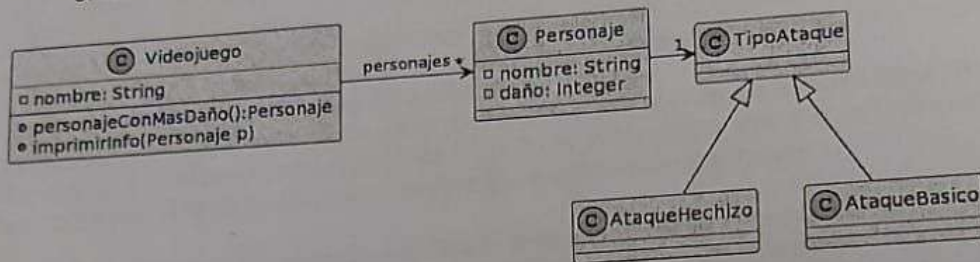 C Videojuego
nombre: String
personajeConMasDaño():Personaje
imprimirInfo(Personaje p)
personajes *
C Personaje
nombre: String
daño: Integer
1
C TipoAtaque
C AtaqueHechizo
C AtaqueBasico